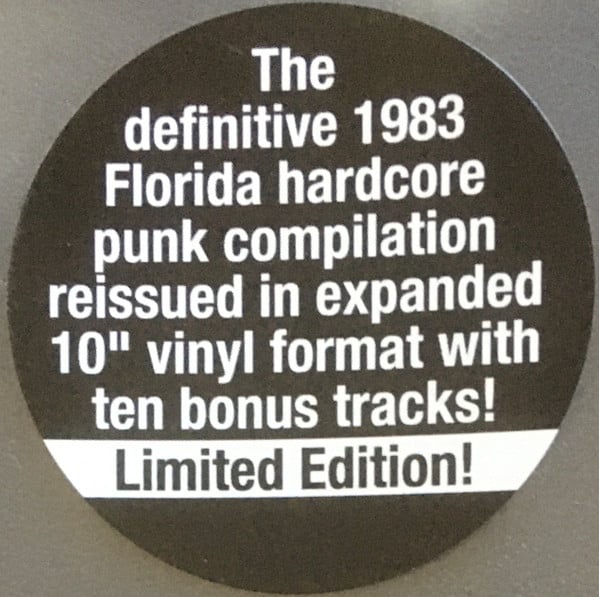 The
definitive 1983
Florida hardcore
punk compilation
reissued in expanded
10" vinyl format with
ten bonus tracks!
Limited Edition!